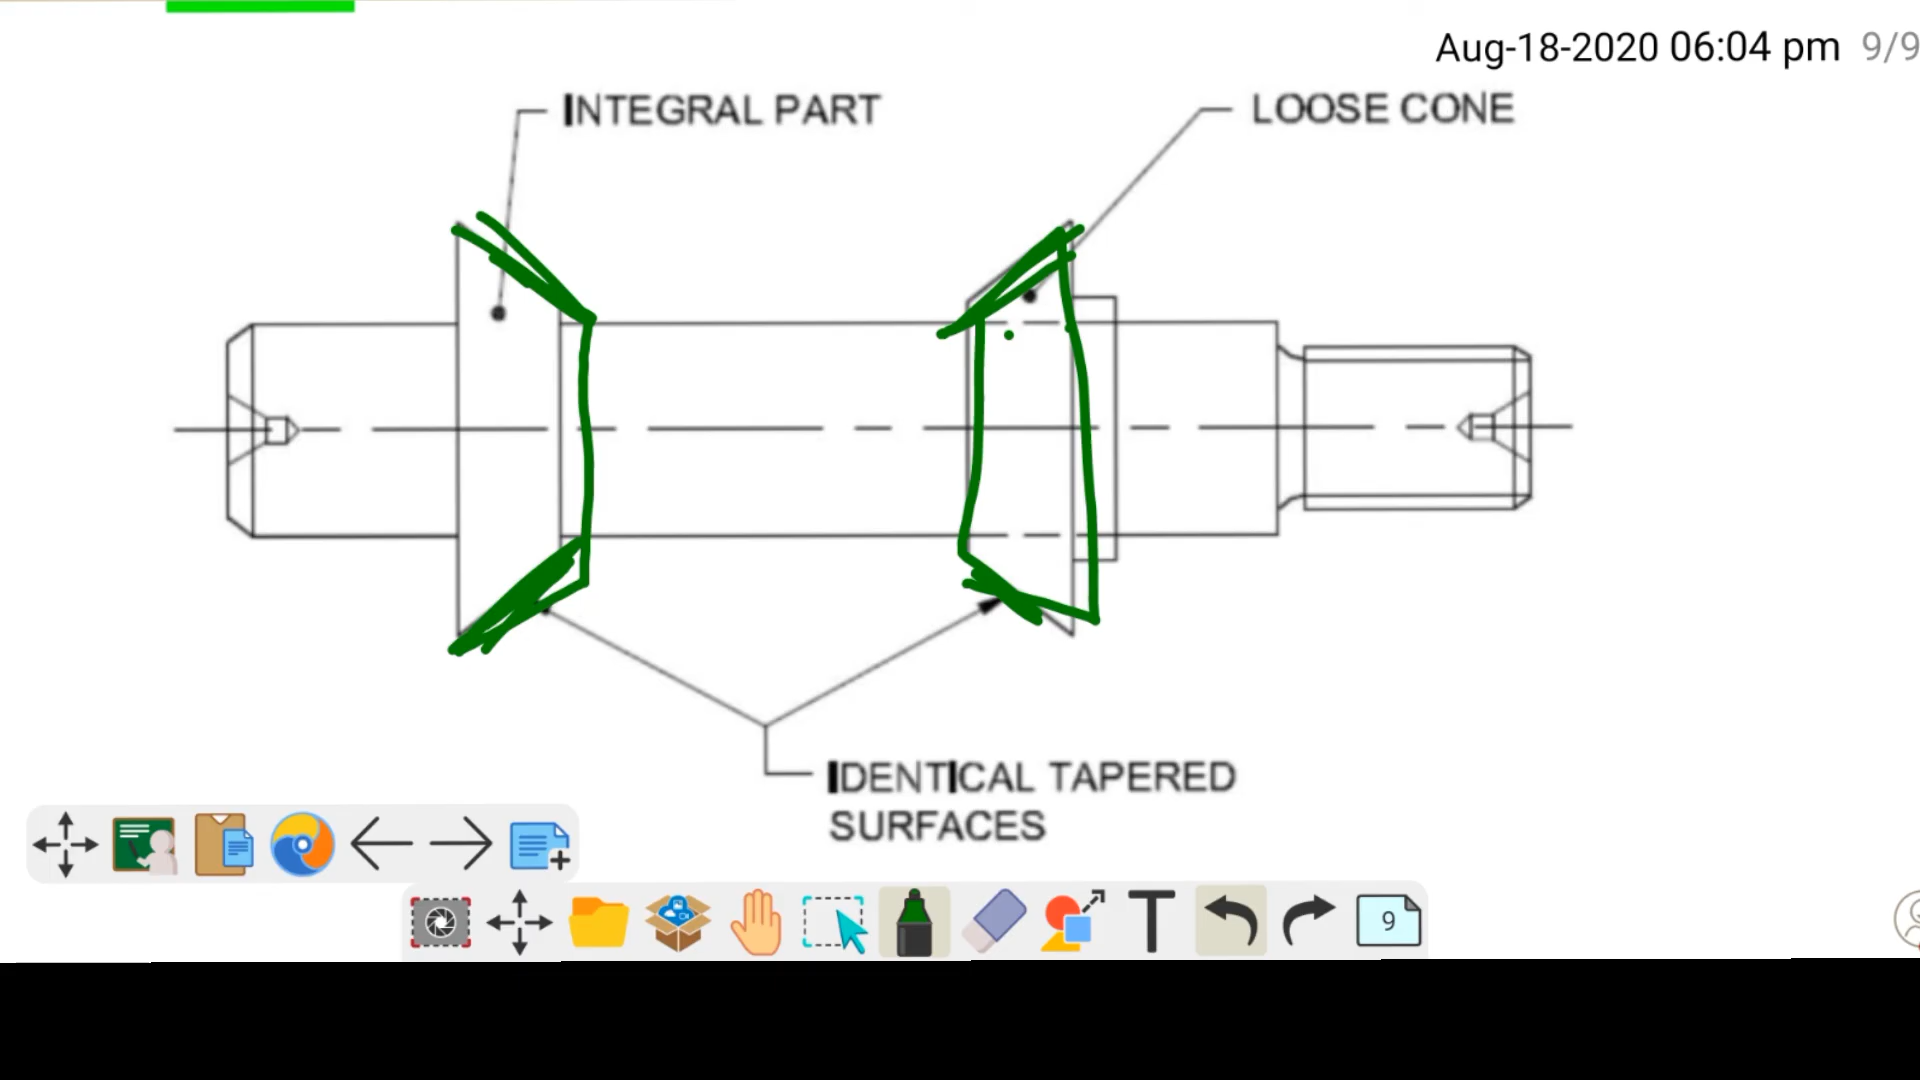 Aug-18-2020 06:04 pm 9/9
INTEGRAL PART
LOOSE CONE
IDENTICAL TAPERED
SURFACES
T
9